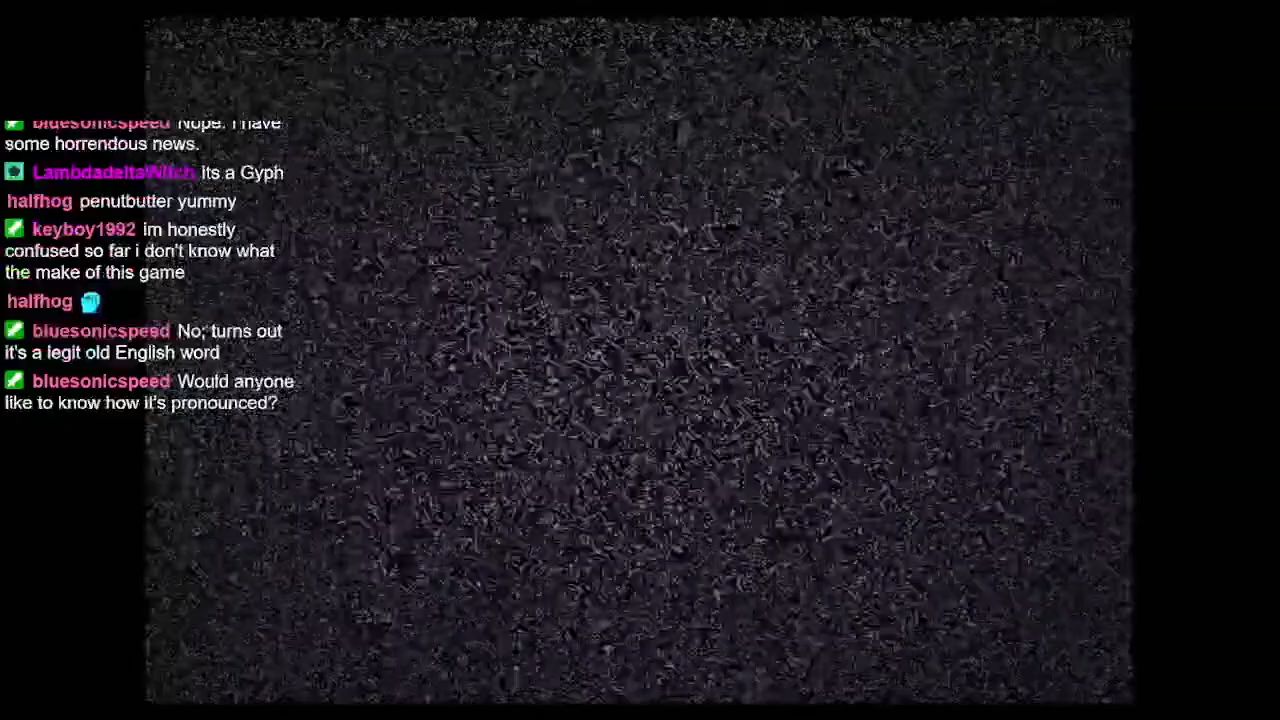 bluesonicspeed Nope. I have
some horrendous news.
LambdadeltaWitch Its a Gyph
halfhog penutbutter yummy
keyboy1992 im honestly
confused so far i don't know what
the make of this game
halfhog
bluesonicspeed No; turns out
it's a legit old English word
bluesonicspeed Would anyone
like to know how it's pronounced?